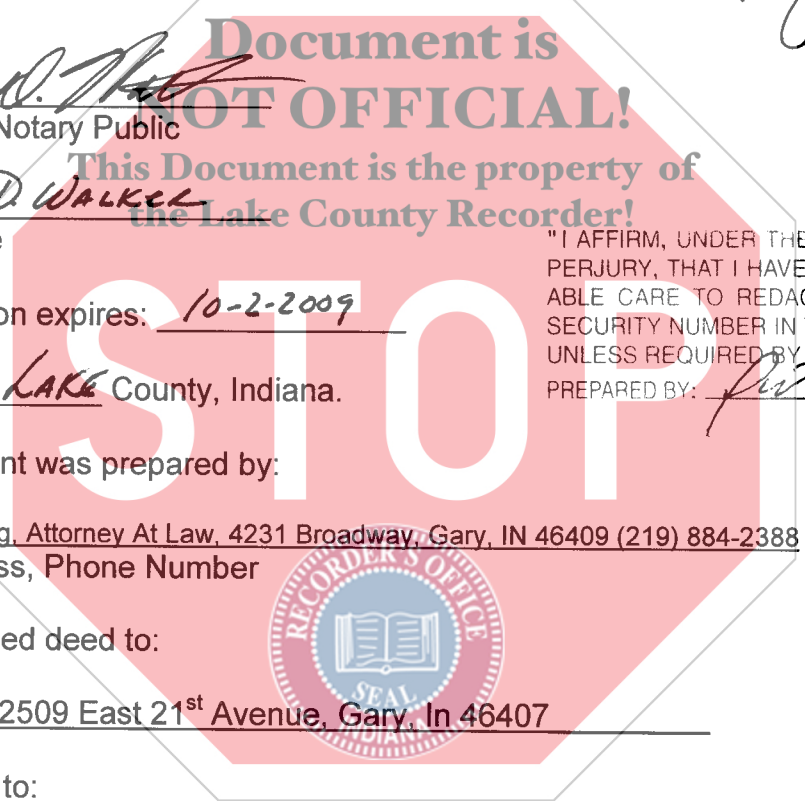 Document is
NOT OFFICIAL!
Notary Public
This Document is the property of
D. WALKER
the Lake County Recorder!
"I AFFIRM, UNDER THE
PERJURY, THAT I HAVE
ABLE CARE TO REDAC
SECURITY NUMBER IN
UNLESS REQUIRED BY
PREPARED BY:
on expires: 10-2-2009
LAKE County, Indiana.
STOP
nt was prepared by:
g, Attorney At Law, 4231 Broadway, Gary, IN 46409 (219) 884-2388
ss, Phone Number
RECORDER'S OFFICE
SEAL
INDIANA
ed deed to:
2509 East 21st Avenue, Gary, In 46407
to: